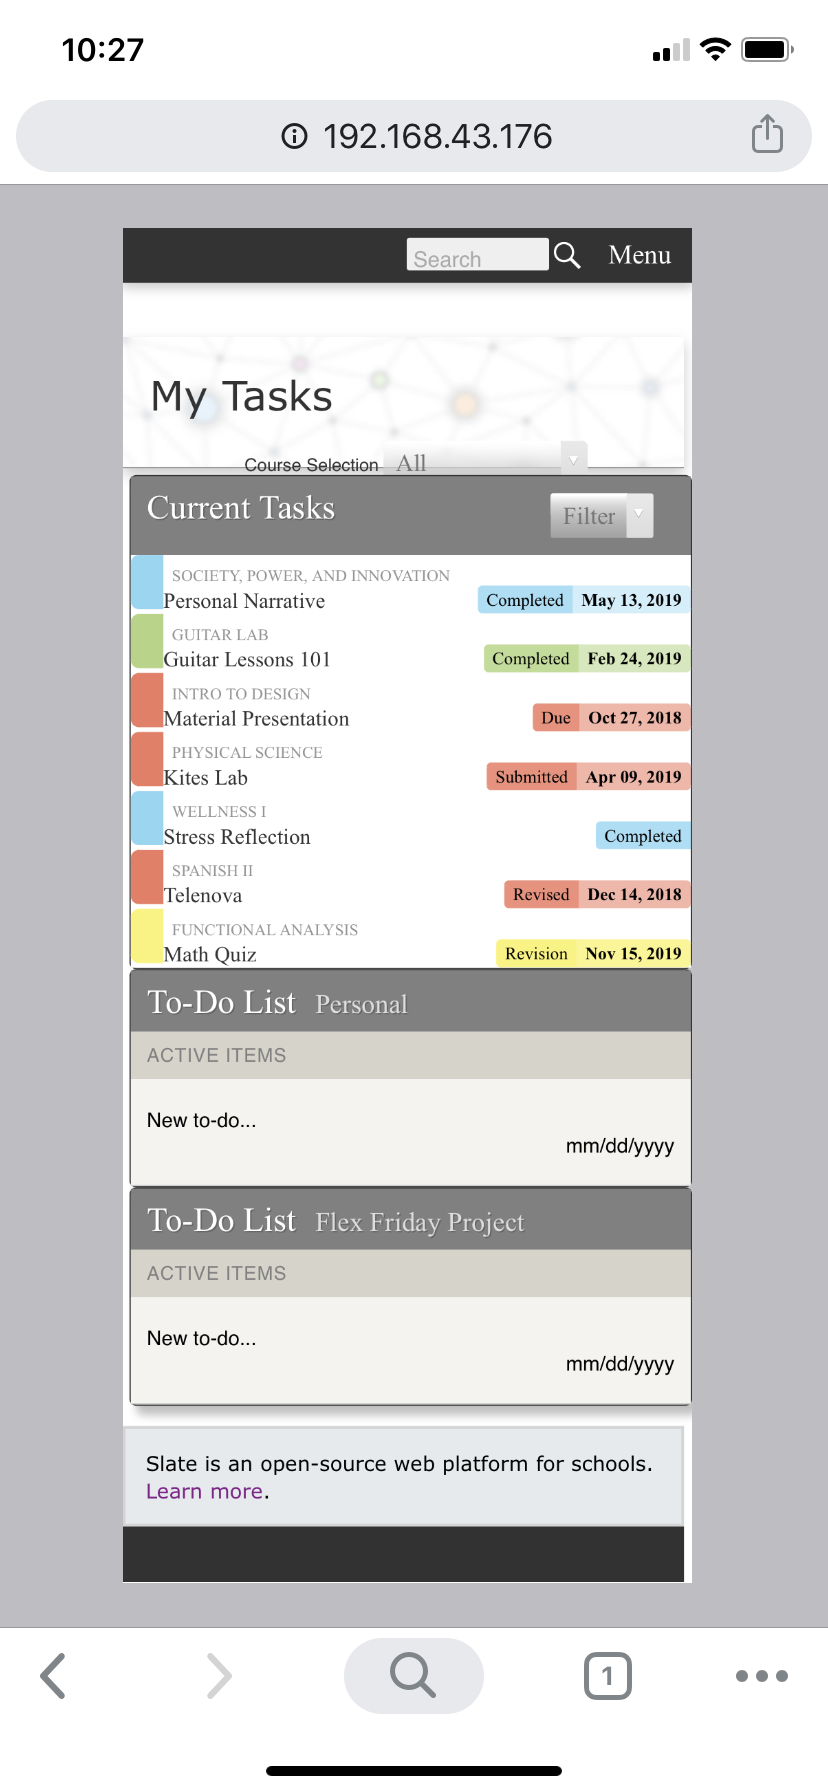 10:27
192.168.43.176
Search Menu
My Tasks
Course Selection All
Current Tasks Filter
SOCIETY, POWER, AND INNOVATION
Personal Narrative Completed May 13, 2019
GUITAR LAB
Guitar Lessons 101 Completed Feb 24, 2019
INTRO TO DESIGN
Material Presentation Due Oct 27, 2018
PHYSICAL SCIENCE
Kites Lab Submitted Apr 09, 2019
WELLNESS I
Stress Reflection Completed
SPANISH II
Telenova Revised Dec 14, 2018
FUNCTIONAL ANALYSIS
Math Quiz Revision Nov 15, 2019
To-Do List Personal
ACTIVE ITEMS
New to-do...
mm/dd/yyyy
To-Do List Flex Friday Project
ACTIVE ITEMS
New to-do...
mm/dd/yyyy
Slate is an open-source web platform for schools.
Learn more.
1